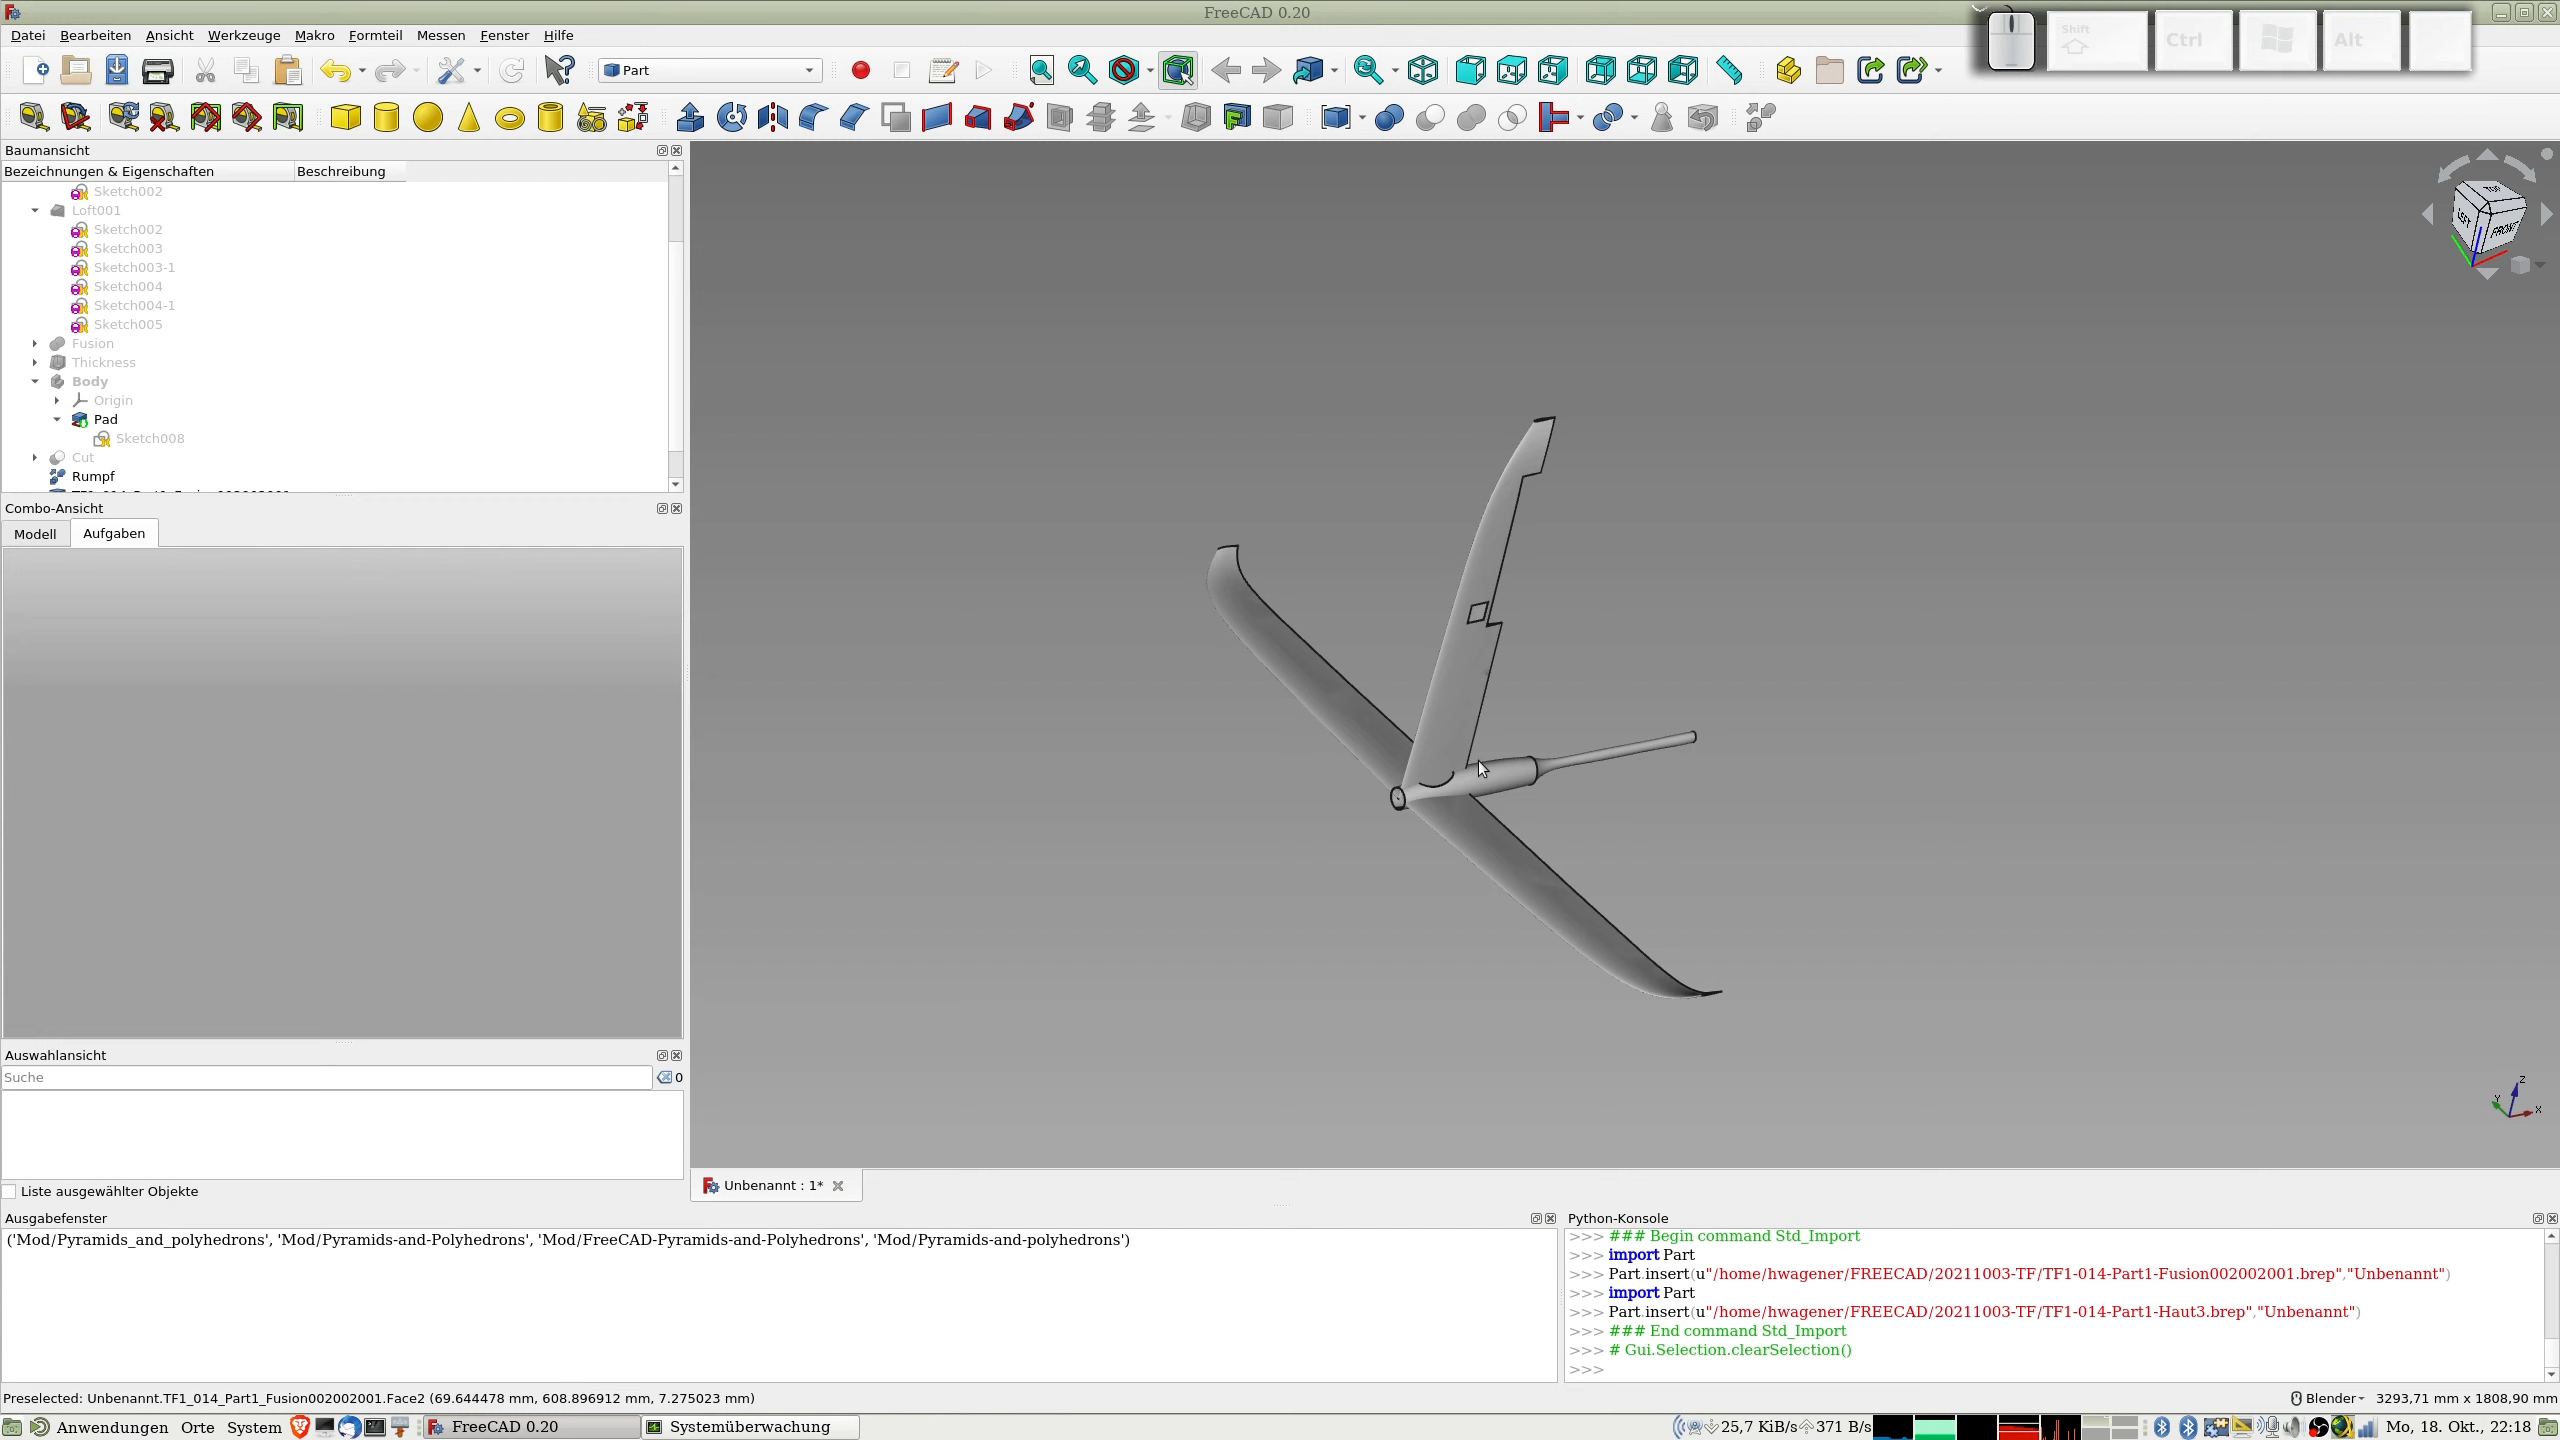 FreeCAD 0.20
Datei Bearbeiten Ansicht Werkzeuge Makro Formteil Messen Fenster Hilfe
Shift Ctrl Alt
Part
Baumansicht
Bezeichnungen & Eigenschaften Beschreibung
Sketch002
Loft001
Sketch002
Sketch003
Sketch003-1
Sketch004
Sketch004-1
Sketch005
Fusion
Thickness
Body
Origin
Pad
Sketch008
Cut
Rumpf
TOP
LEFT
FRONT
Combo-Ansicht
Modell Aufgaben
Z
Y
X
Auswahlansicht
Suche
0
Liste ausgewählter Objekte
Unbenannt : 1*
Ausgabefenster
('Mod/Pyramids_and_polyhedrons', 'Mod/Pyramids-and-Polyhedrons', 'Mod/FreeCAD-Pyramids-and-Polyhedrons', 'Mod/Pyramids-and-polyhedrons')
Python-Konsole
>>> ### Begin command Std_Import
>>> import Part
>>> Part.insert(u"/home/hwagener/FREECAD/20211003-TF/TF1-014-Part1-Fusion002002001.brep","Unbenannt")
>>> import Part
>>> Part.insert(u"/home/hwagener/FREECAD/20211003-TF/TF1-014-Part1-Haut3.brep","Unbenannt")
>>> ### End command Std_Import
>>> # Gui.Selection.clearSelection()
>>>
Preselected: Unbenannt.TF1_014_Part1_Fusion002002001.Face2 (69.644478 mm, 608.896912 mm, 7.275023 mm)
Blender 3293,71 mm x 1808,90 mm
Anwendungen Orte System FreeCAD 0.20 Systemüberwachung 25,7 KiB/s 371 B/s Mo, 18. Okt., 22:18